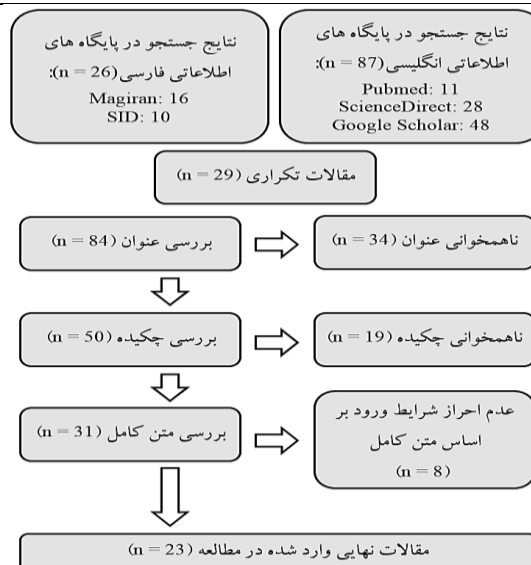 نتایج جستجو در پایگاه های
اطلاعاتی انگلیسی(n = 87):
Pubmed: 11
ScienceDirect: 28
Google Scholar: 48
نتایج جستجو در پایگاه های
اطلاعاتی فارسی(n = 26):
Magiran: 16
SID: 10
مقالات تکراری (n = 29)
بررسی عنوان (n = 84)
ناهمخوانی عنوان (n = 34)
بررسی چکیده (n = 50)
ناهمخوانی چکیده (n = 19)
بررسی متن کامل (n = 31)
عدم احراز شرایط ورود بر
اساس متن کامل
(n = 8)
مقالات نهایی وارد شده در مطالعه (n = 23)